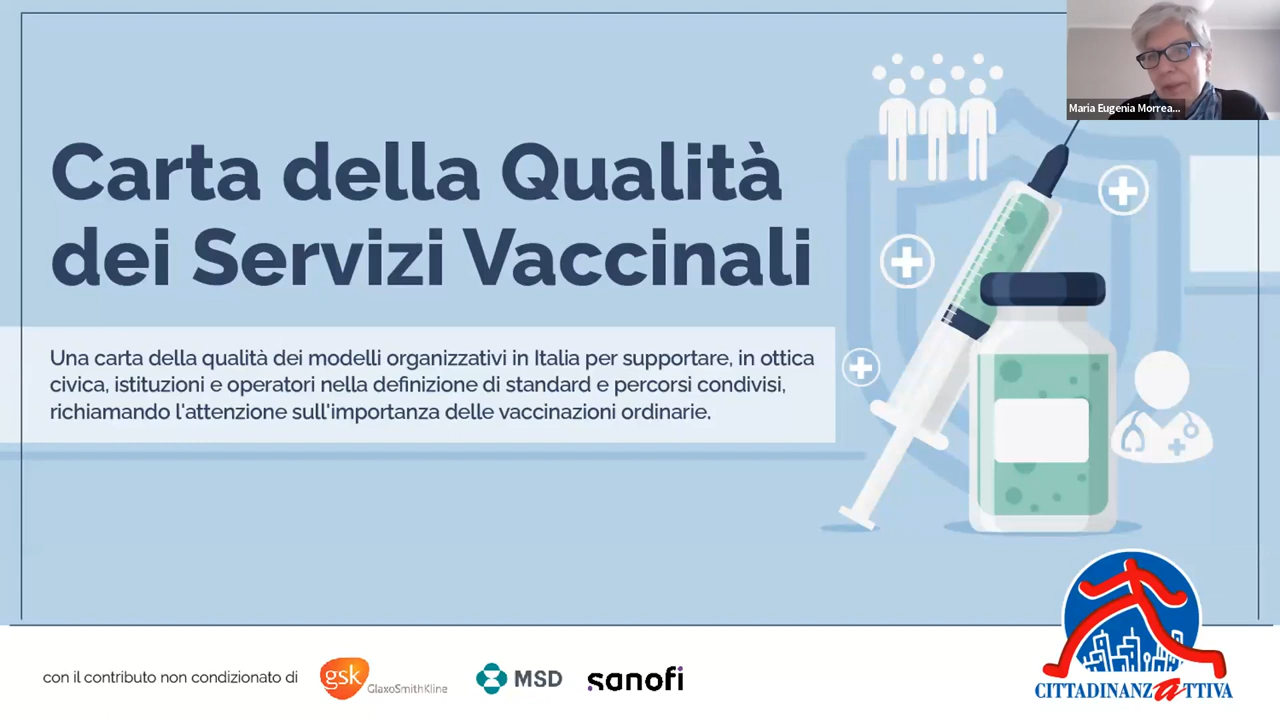 Maria Eugenia Morrea...
Carta della Qualità
dei Servizi Vaccinali
Una carta della qualità dei modelli organizzativi in Italia per supportare, in ottica
civica, istituzioni e operatori nella definizione di standard e percorsi condivisi,
richiamando l'attenzione sull'importanza delle vaccinazioni ordinarie.
con il contributo non condizionato di
gsk
GlaxoSmithKline
MSD
sanofi
CITTADINANZATTIVA